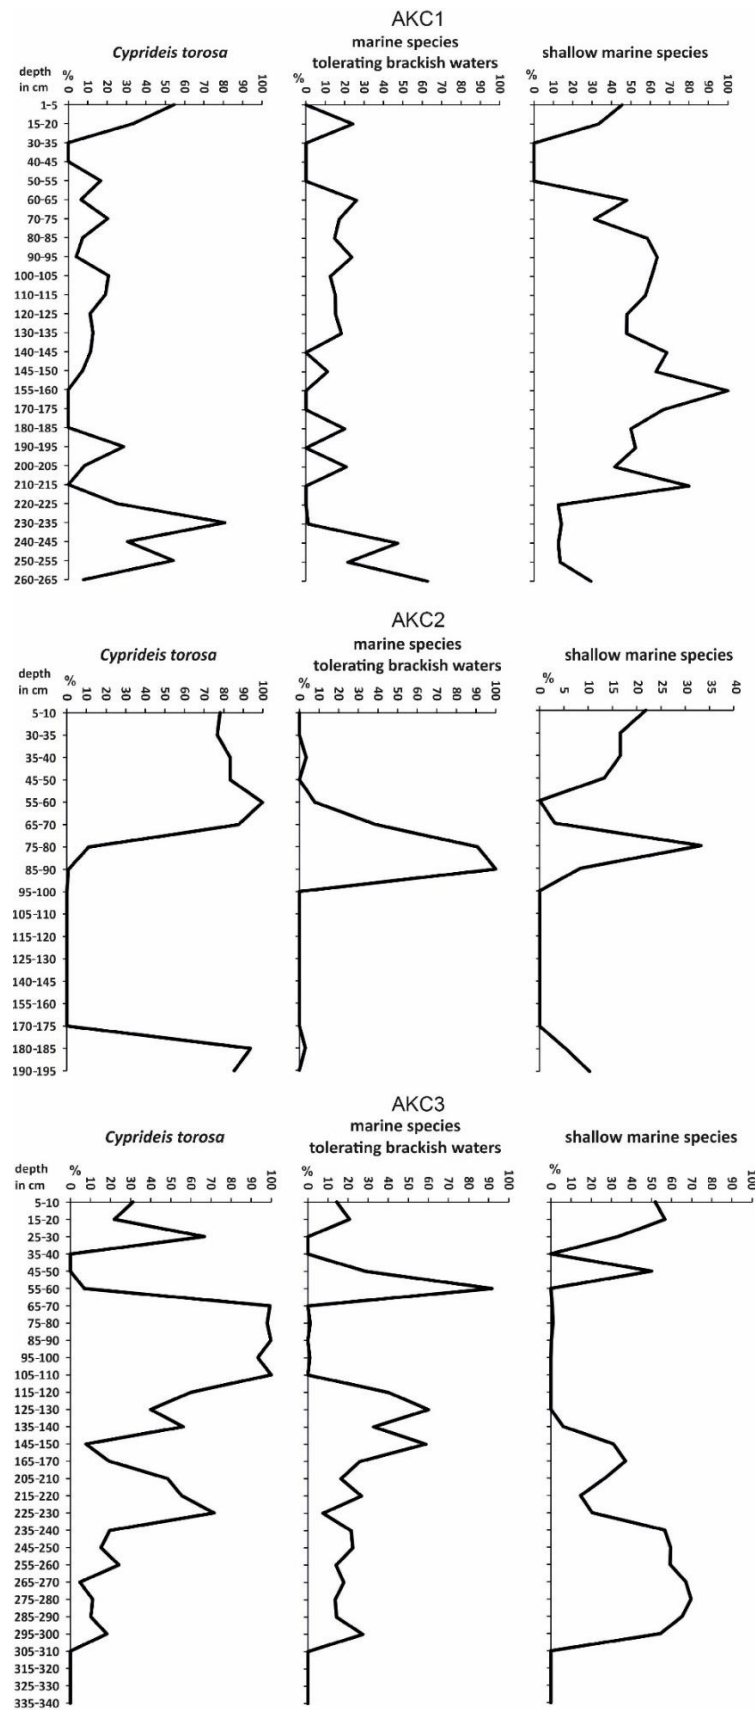 AKC1
Cyprideis torosa
marine species
tolerating brackish waters
shallow marine species
depth
in cm
% 10 20 30 40 50 60 70 80 90 100
% 10 20 30 40 50 60 70 80 90 100
% 10 20 30 40 50 60 70 80 90 100
1-5
15-20
30-35
40-45
50-55
60-65
70-75
80-85
90-95
100-105
110-115
120-125
130-135
140-145
145-150
155-160
170-175
180-185
190-195
200-205
210-215
220-225
230-235
240-245
250-255
260-265
AKC2
Cyprideis torosa
marine species
tolerating brackish waters
shallow marine species
depth
in cm
% 0 10 20 30 40 50 60 70 80 90 100
% 0 10 20 30 40 50 60 70 80 90 100
% 0 5 10 15 20 25 30 35 40
5-10
30-35
35-40
45-50
55-60
65-70
75-80
85-90
95-100
105-110
115-120
125-130
140-145
155-160
170-175
180-185
190-195
AKC3
Cyprideis torosa
marine species
tolerating brackish waters
shallow marine species
depth
in cm
% 0 10 20 30 40 50 60 70 80 90 100
% 0 10 20 30 40 50 60 70 80 90 100
% 0 10 20 30 40 50 60 70 80 90 100
5-10
15-20
25-30
35-40
45-50
55-60
65-70
75-80
85-90
95-100
105-110
115-120
125-130
135-140
145-150
165-170
205-210
215-220
225-230
235-240
245-250
255-260
265-270
275-280
285-290
295-300
305-310
315-320
325-330
335-340